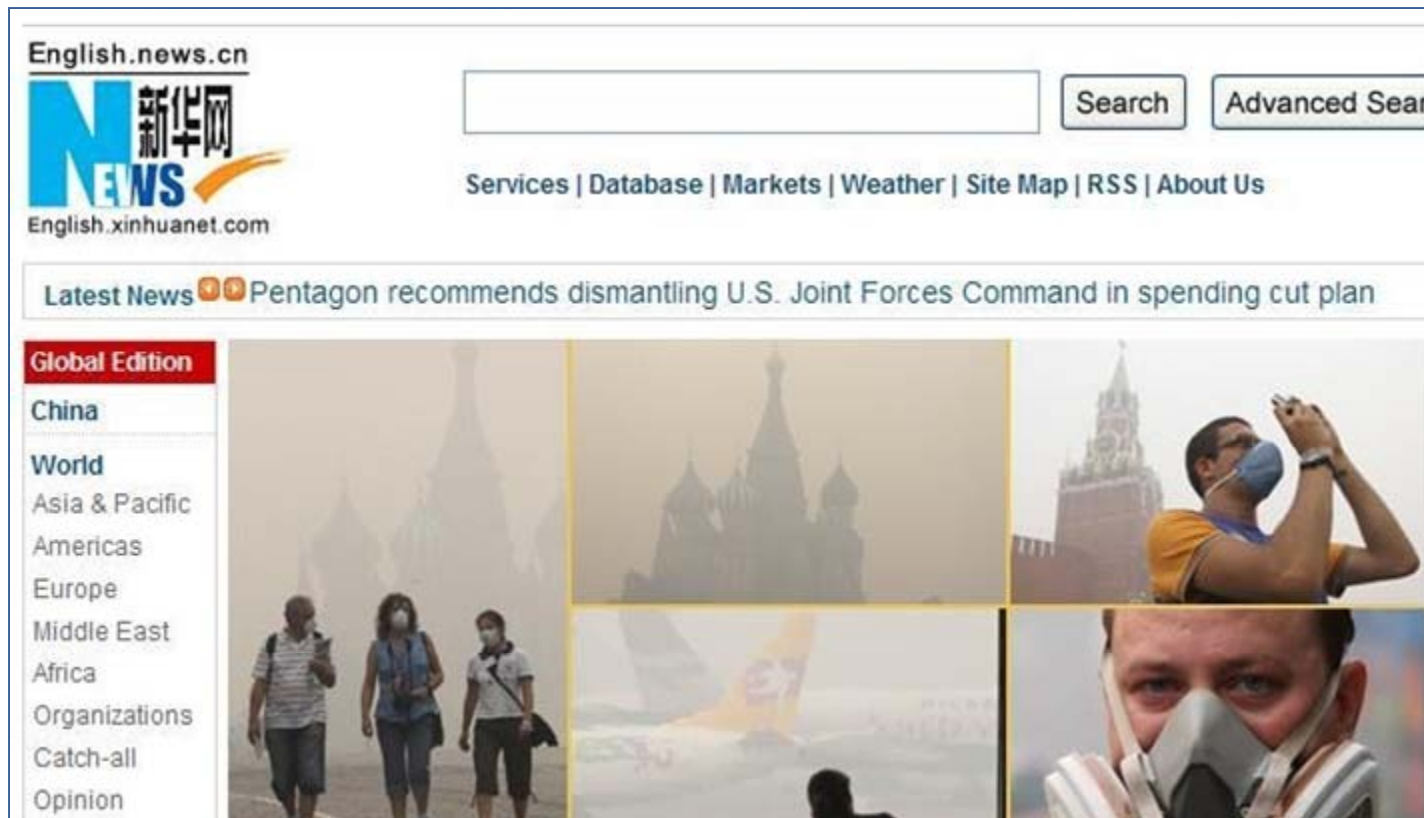 English.news.cn
新华网
NEWS
English.xinhuanet.com
Search
Services | Database | Markets | Weather | Site Map | RSS | About Us
Latest News Pentagon recommends dismantling U.S. Joint Forces Command in spending cut plan
Global Edition
China
World
Asia & Pacific
Americas
Europe
Middle East
Africa
Organizations
Catch-all
Opinion
Advanced Sear